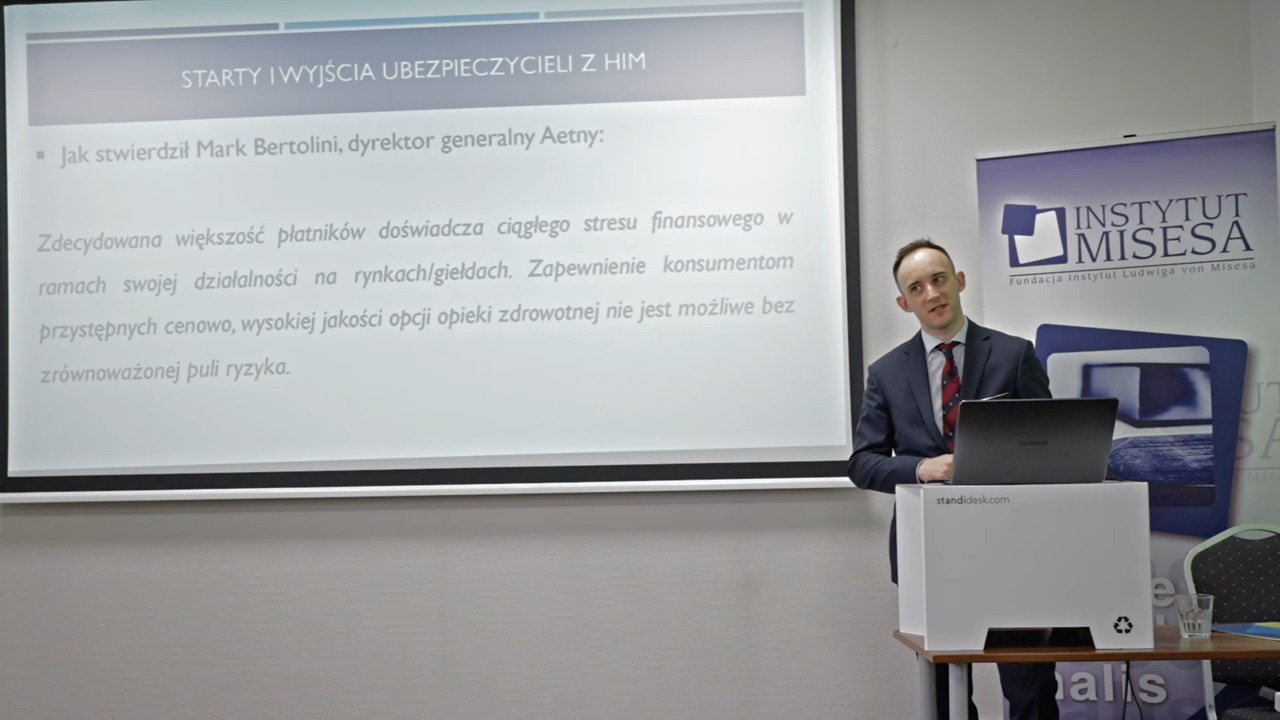 STARTY I WYJŚCIA UBEZPIECZYCIELI Z HIM
▪ Jak stwierdził Mark Bertolini, dyrektor generalny Aetny:
Zdecydowana większość płatników doświadcza ciągłego stresu finansowego w
ramach swojej działalności na rynkach/giełdach. Zapewnienie konsumentom
przystępnych cenowo, wysokiej jakości opcji opieki zdrowotnej nie jest możliwe bez
zrównoważonej puli ryzyka.
INSTYTUT
MISESA
Fundacja Instytut Ludwiga von Misesa
HUAWEI
standidesk.com
nalis